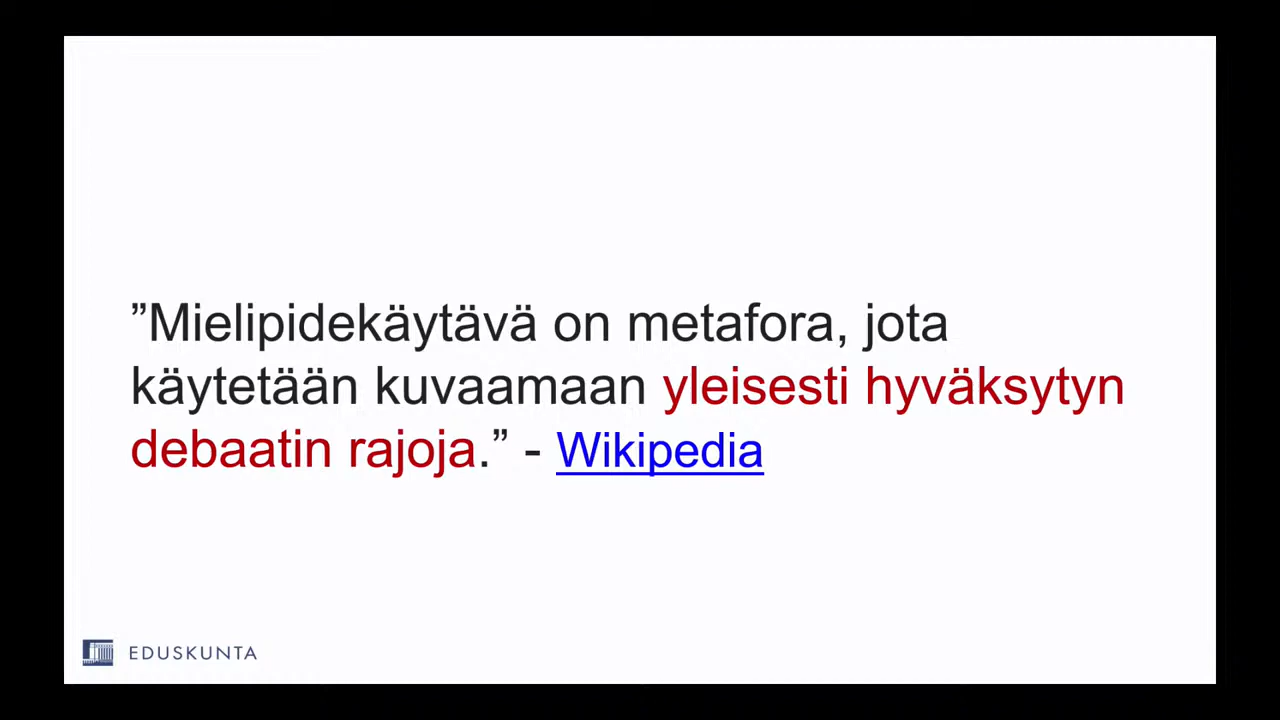 ”Mielipidekäytävä on metafora, jota
käytetään kuvaamaan yleisesti hyväksytyn
debaatin rajoja.” - Wikipedia
EDUSKUNTA